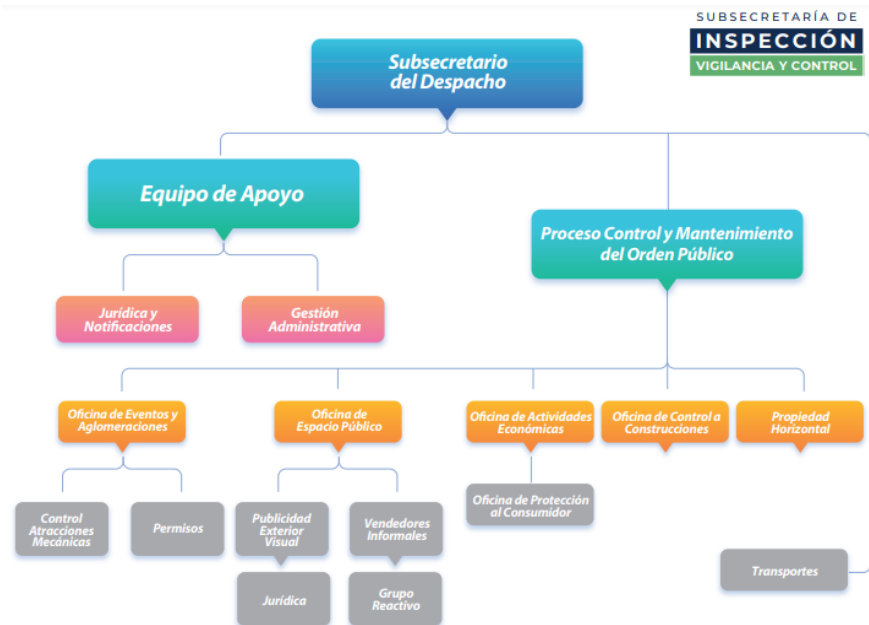 SUBSECRETARÍA DE
INSPECCIÓN
VIGILANCIA Y CONTROL
Subsecretario
del Despacho
Equipo de Apoyo
Proceso Control y Mantenimiento
del Orden Público
Jurídica y
Notificaciones
Gestión
Administrativa
Oficina de Eventos y
Aglomeraciones
Oficina de
Espacio Público
Oficina de Actividades
Económicas
Oficina de Control a
Construcciones
Propiedad
Horizontal
Control
Atracciones
Mecánicas
Permisos
Publicidad
Exterior
Visual
Vendedores
Informales
Oficina de Protección
al Consumidor
Jurídica
Grupo
Reactivo
Transportes